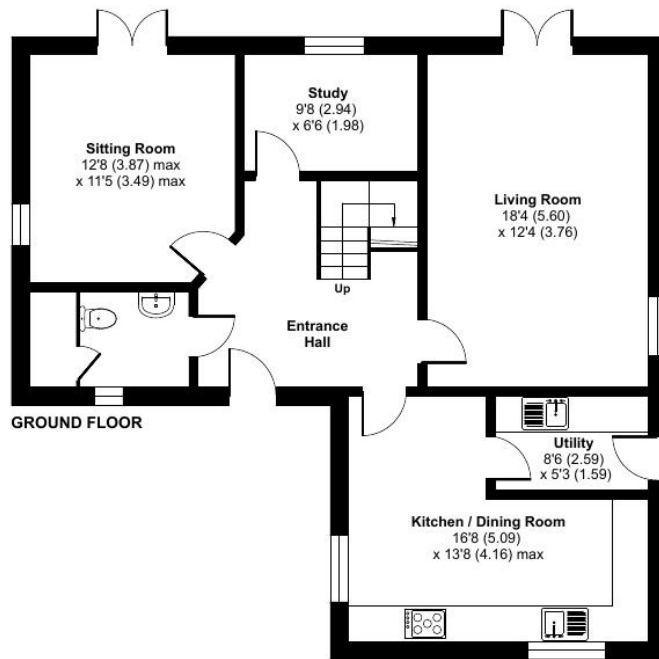 Study
9'8 (2.94)
x 6'6 (1.98)
Sitting Room
12'8 (3.87) max
x 11'5 (3.49) max
Living Room
18'4 (5.60)
x 12'4 (3.76)
Up
Entrance
Hall
GROUND FLOOR
Utility
8'6 (2.59)
x 5'3 (1.59)
Kitchen / Dining Room
16'8 (5.09)
x 13'8 (4.16) max